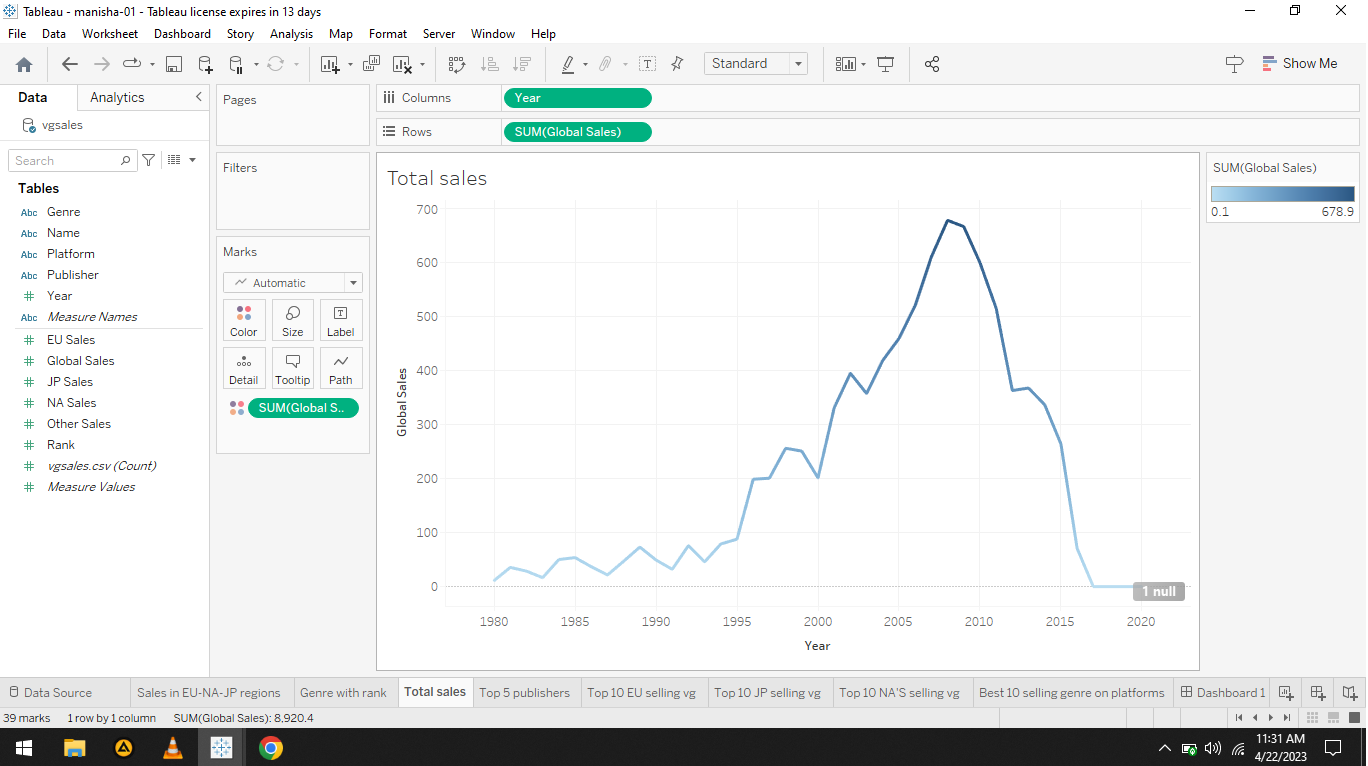 Tableau - manisha-01 - Tableau license expires in 13 days
File Data Worksheet Dashboard Story Analysis Map Format Server Window Help
Standard
Show Me
Data Analytics
vgsales
Search
Tables
Abc Genre
Abc Name
Abc Platform
Abc Publisher
# Year
Abc Measure Names
# EU Sales
# Global Sales
# JP Sales
# NA Sales
# Other Sales
# Rank
# vgsales.csv (Count)
# Measure Values
Pages
Filters
Marks
Automatic
Color Size Label
Detail Tooltip Path
SUM(Global S..
Columns Year
Rows SUM(Global Sales)
Total sales
700
600
500
400
300
200
100
0
Global Sales
1 null
1980 1985 1990 1995 2000 2005 2010 2015 2020
Year
SUM(Global Sales)
0.1 678.9
Data Source Sales in EU-NA-JP regions Genre with rank Total sales Top 5 publishers Top 10 EU selling vg Top 10 JP selling vg Top 10 NA'S selling vg Best 10 selling genre on platforms Dashboard 1
39 marks 1 row by 1 column SUM(Global Sales): 8,920.4
11:31 AM
4/22/2023